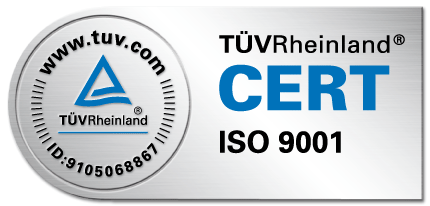 www.tuv.com
TÜVRheinland®
ID:9105068867
TÜVRheinland®
CERT
ISO 9001